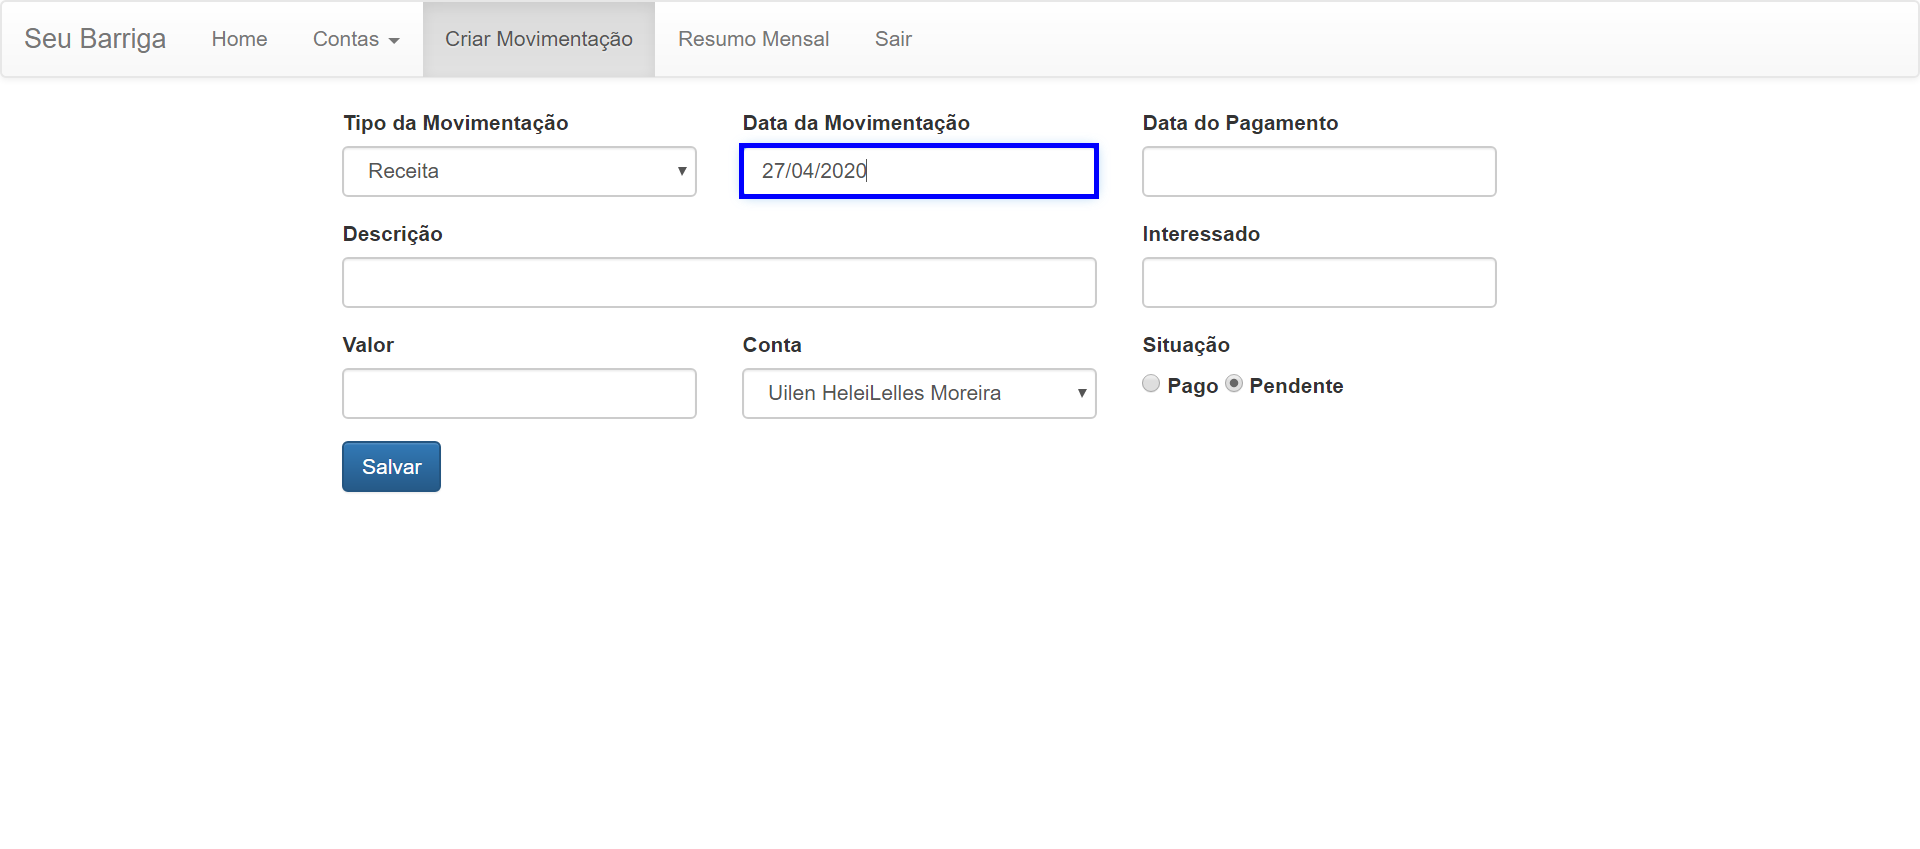 Seu Barriga Home Contas Criar Movimentação Resumo Mensal Sair
Tipo da Movimentação Data da Movimentação Data do Pagamento
Receita 27/04/2020
Descrição Interessado
Valor Conta Situação
Uilen HeleiLelles Moreira Pago Pendente
Salvar